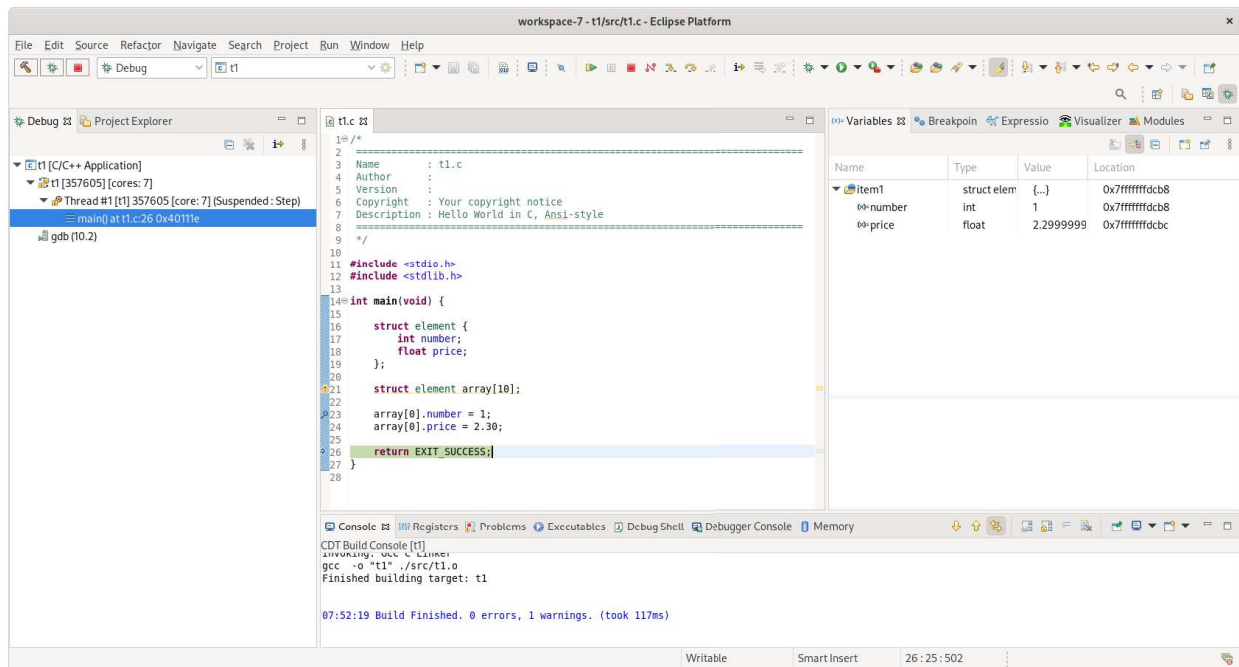 workspace-7 - t1/src/t1.c - Eclipse Platform
File Edit Source Refactor Navigate Search Project Run Window Help
Debug
t1
Debug
Project Explorer
t1 [C/C++ Application]
t1 [357605] [cores: 7]
Thread #1 [t1] 357605 [core: 7] (Suspended : Step)
main() at t1.c:26 0x40111e
gdb (10.2)
t1.c
1 /*
2 ============================================================================
3 Name : t1.c
4 Author :
5 Version :
6 Copyright : Your copyright notice
7 Description : Hello World in C, Ansi-style
8 ============================================================================
9 */
10
11 #include <stdio.h>
12 #include <stdlib.h>
13
14 int main(void) {
15
16 struct element {
17 int number;
18 float price;
19 };
20
21 struct element array[10];
22
23 array[0].number = 1;
24 array[0].price = 2.30;
25
26 return EXIT_SUCCESS;
27 }
28
(x)= Variables Breakpoin Expressio Visualizer Modules
Name Type Value Location
item1 struct elem {...} 0x7fffffffdcb8
(x)= number int 1 0x7fffffffdcb8
(x)= price float 2.2999999 0x7fffffffdcbc
Console Registers Problems Executables Debug Shell Debugger Console Memory
CDT Build Console [t1]
Invoking: GCC C Linker
gcc -o "t1" ./src/t1.o
Finished building target: t1
07:52:19 Build Finished. 0 errors, 1 warnings. (took 117ms)
Writable Smart Insert 26 : 25 : 502